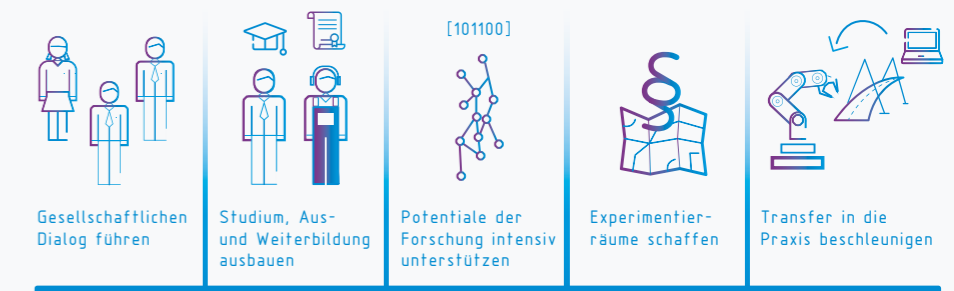 [101100]
§
Gesellschaftlichen
Dialog führen
Studium, Aus-
und Weiterbildung
ausbauen
Potentiale der
Forschung intensiv
unterstützen
Experimentier-
räume schaffen
Transfer in die
Praxis beschleunigen